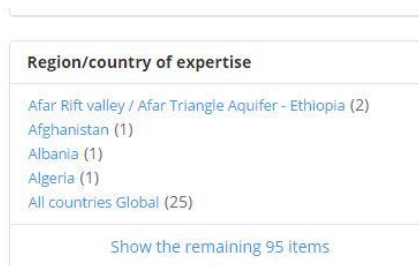 Region/country of expertise
Afar Rift valley / Afar Triangle Aquifer - Ethiopia (2)
Afghanistan (1)
Albania (1)
Algeria (1)
All countries Global (25)
Show the remaining 95 items